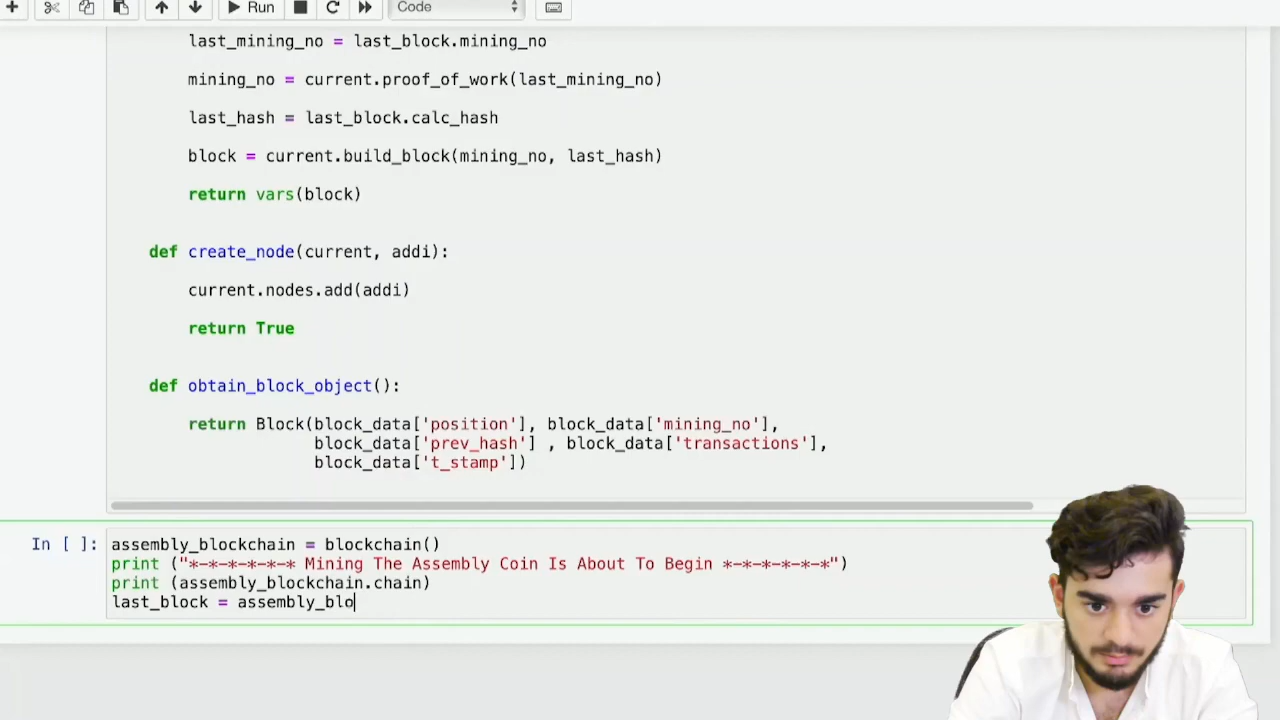 Run
Code
last_mining_no = last_block.mining_no
mining_no = current.proof_of_work(last_mining_no)
last_hash = last_block.calc_hash
block = current.build_block(mining_no, last_hash)
return vars(block)
def create_node(current, addi):
current.nodes.add(addi)
return True
def obtain_block_object():
return Block(block_data['position'], block_data['mining_no'],
block_data['prev_hash'] , block_data['transactions'],
block_data['t_stamp'])
In [ ]: assembly_blockchain = blockchain()
print ("*-*-*-*-*-* Mining The Assembly Coin Is About To Begin *-*-*-*-*-*")
print (assembly_blockchain.chain)
last_block = assembly_blo